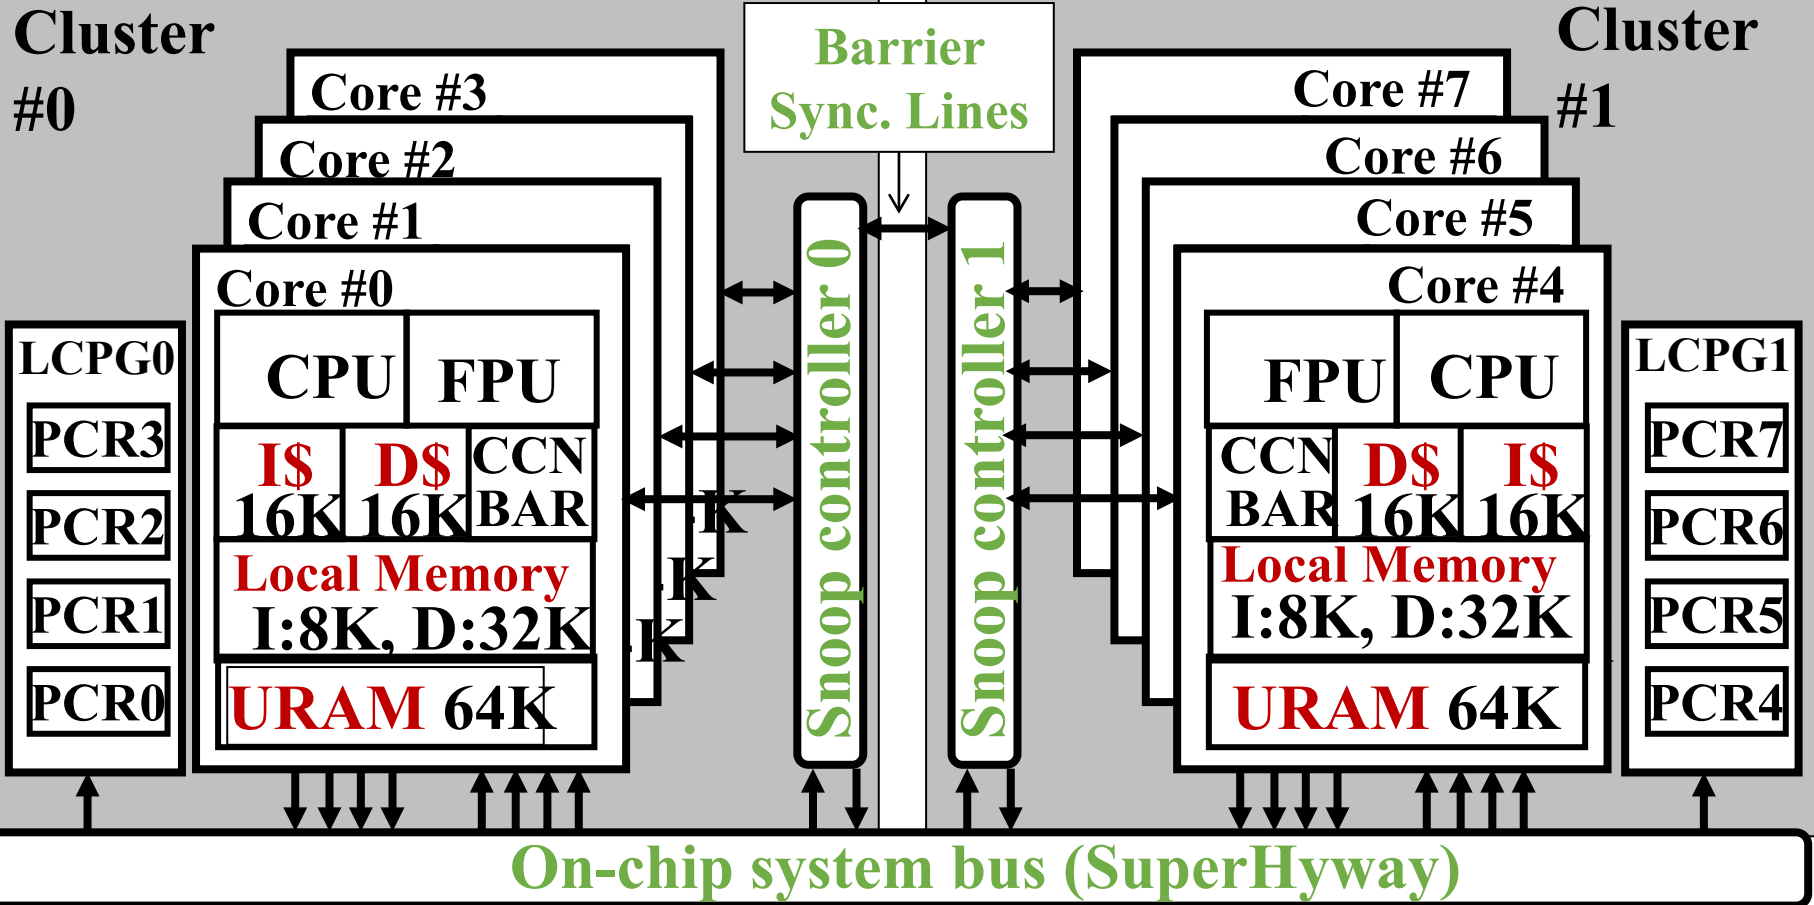 Cluster
#0
Core #3
Core #2
Core #1
Core #0
CPU
FPU
I$
16K
D$
16K
CCN
BAR
Local Memory
I:8K, D:32K
URAM 64K
K
K
K
LCPG0
PCR3
PCR2
PCR1
PCR0
Barrier
Sync. Lines
Snoop controller 0
Snoop controller 1
Cluster
#1
Core #7
Core #6
Core #5
Core #4
FPU
CPU
CCN
BAR
D$
16K
I$
16K
Local Memory
I:8K, D:32K
URAM 64K
LCPG1
PCR7
PCR6
PCR5
PCR4
On-chip system bus (SuperHyway)